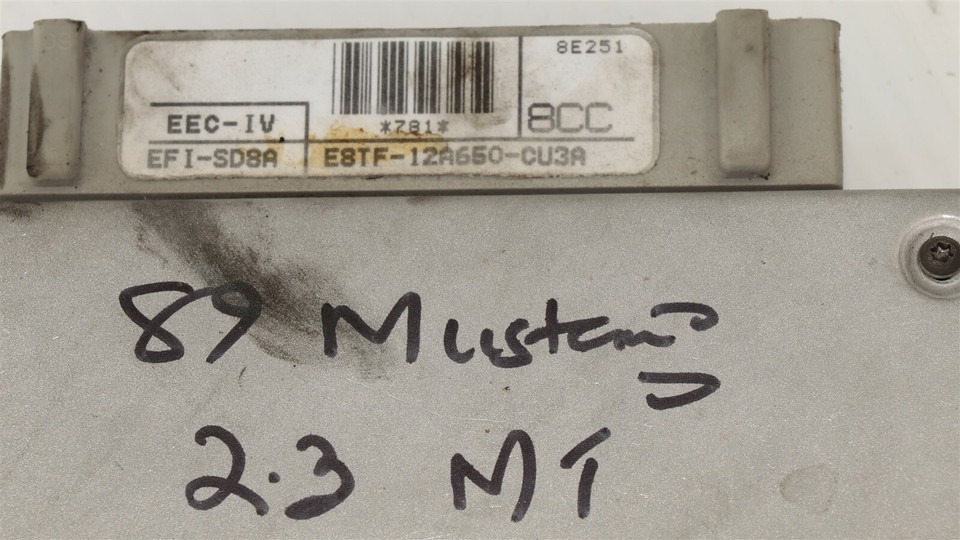 8E251
*781*
EEC-IV
8CC
EFI-SD8A E8TF-12A650-CU3A
89 Mustang
2.3 MT